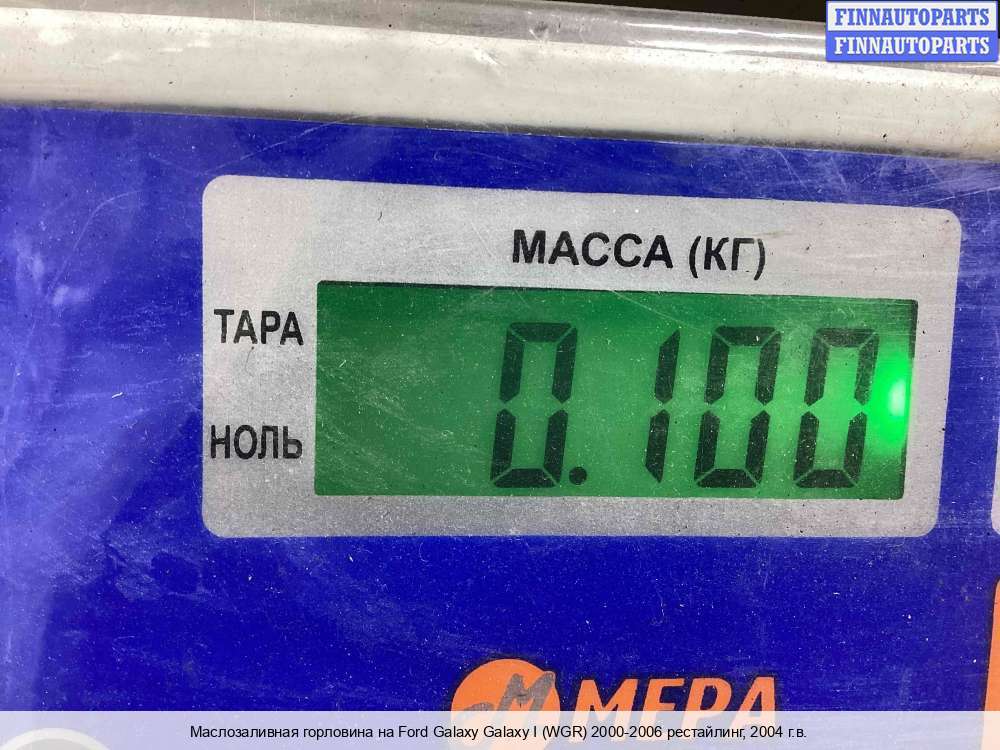 FINNAUTOPARTS
FINNAUTOPARTS
МАССА (КГ)
ТАРА
0.100
НОЛЬ
МЕРА
Маслозаливная горловина на Ford Galaxy Galaxy I (WGR) 2000-2006 рестайлинг, 2004 г.в.